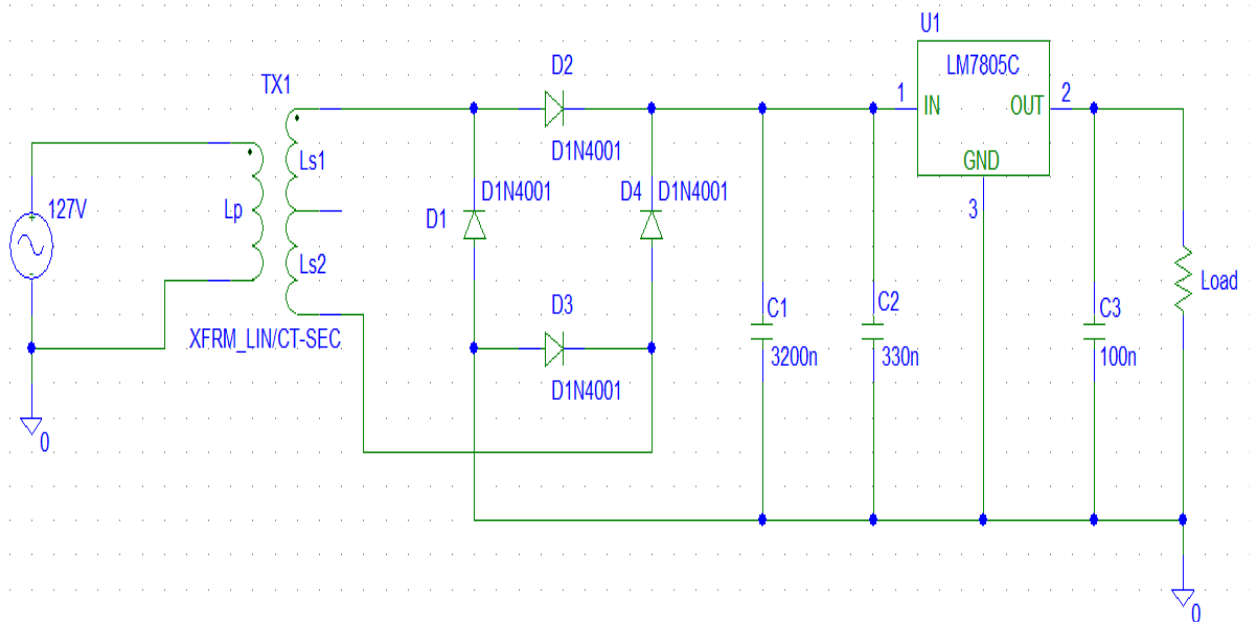 U1
LM7805C
1
IN
OUT
2
GND
3
TX1
D2
D1N4001
Ls1
Lp
Ls2
127V
D1N4001
D1
D4
D1N4001
D3
D1N4001
XFRM_LIN/CT-SEC
C1
3200n
C2
330n
C3
100n
Load
0
0